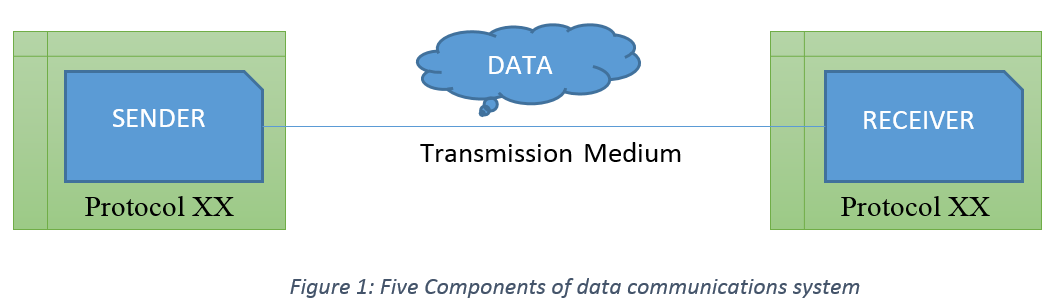 DATA
SENDER
RECEIVER
Transmission Medium
Protocol XX
Protocol XX
Figure 1: Five Components of data communications system